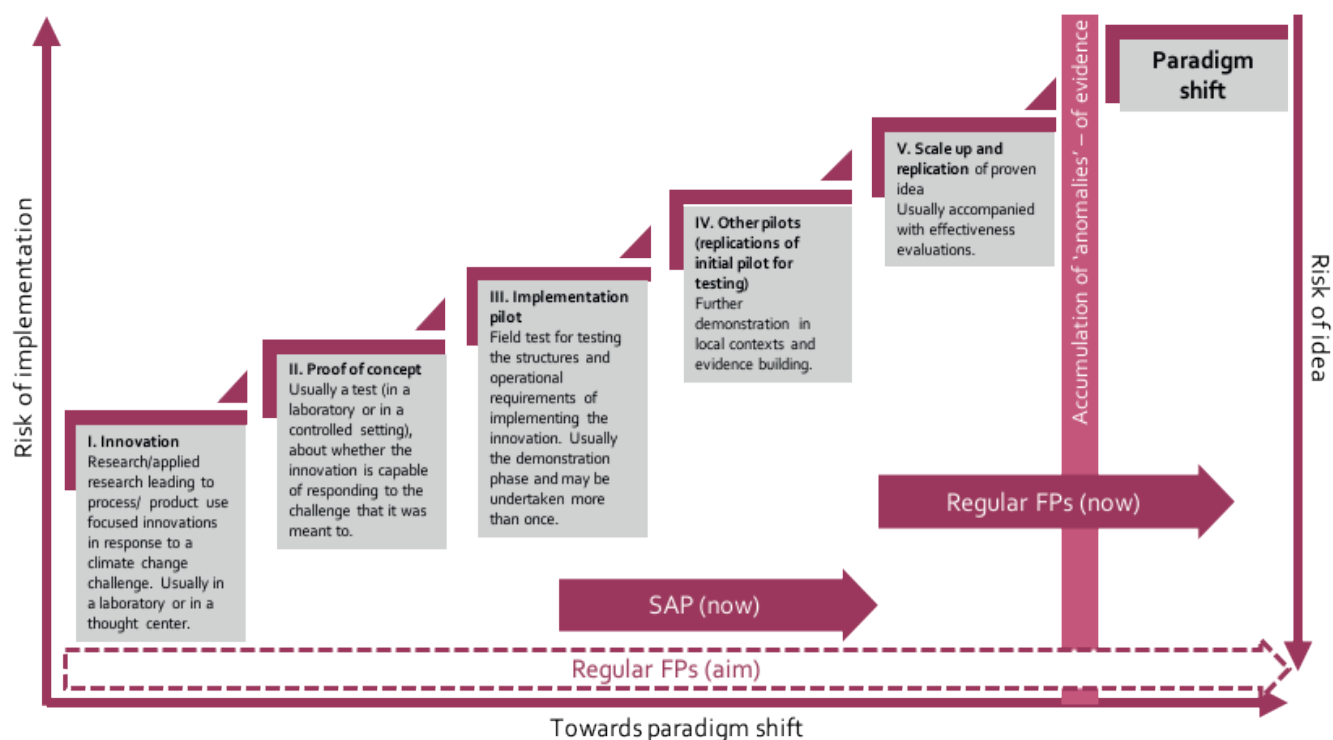 Risk of implementation
I. Innovation
Research/applied
research leading to
process/ product use
focused innovations
in response to a
climate change
challenge. Usually in
a laboratory or in a
thought center.
II. Proof of concept
Usually a test (in a
laboratory or in a
controlled setting),
about whether the
innovation is capable
of responding to the
challenge that it was
meant to.
III. Implementation
pilot
Field test for testing
the structures and
operational
requirements of
implementing the
innovation. Usually
the demonstration
phase and may be
undertaken more
than once.
IV. Other pilots
(replications of
initial pilot for
testing)
Further
demonstration in
local contexts and
evidence building.
V. Scale up and
replication of proven
idea
Usually accompanied
with effectiveness
evaluations.
Accumulation of 'anomalies' – of evidence
Paradigm
shift
Risk of idea
Regular FPs (now)
SAP (now)
Regular FPs (aim)
Towards paradigm shift